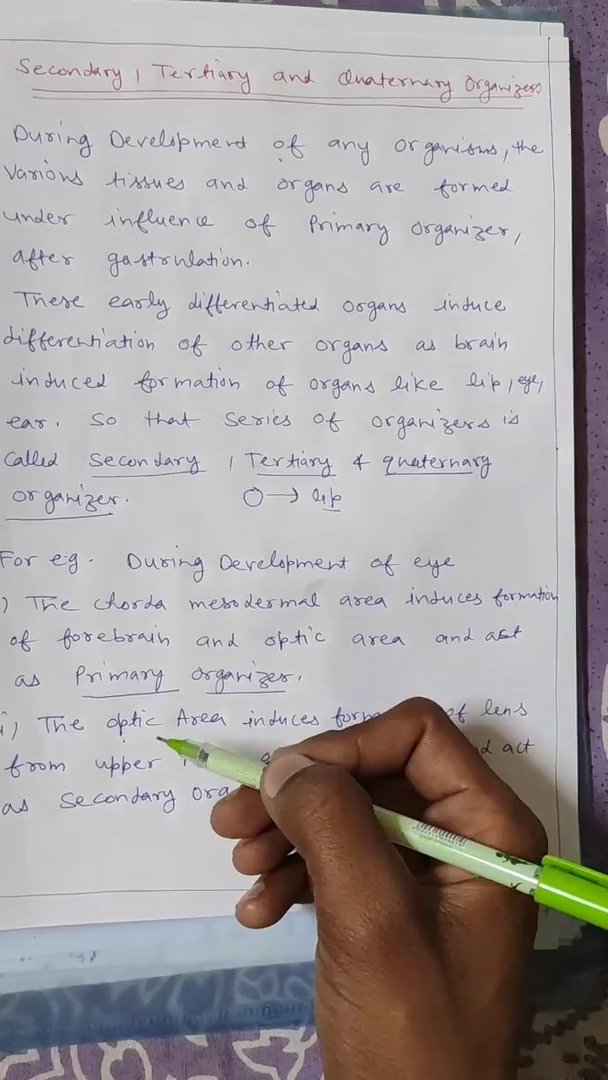 Secondary, Tertiary and Quaternary Organizers
During Development of any organisms, the
various tissues and organs are formed
under influence of Primary organizer,
after gastrulation.
These early differentiated organs induce
differentiation of other organs as brain
induced formation of organs like lip, eye,
ear. So that series of organizers is
called Secondary, Tertiary & quaternary
organizer. O → lip
For e.g. During Development of eye
) The chorda mesodermal area induces formation
of forebrain and optic area and act
as Primary organizer.
i) The optic Area induces of lens
from upper act
as secondary